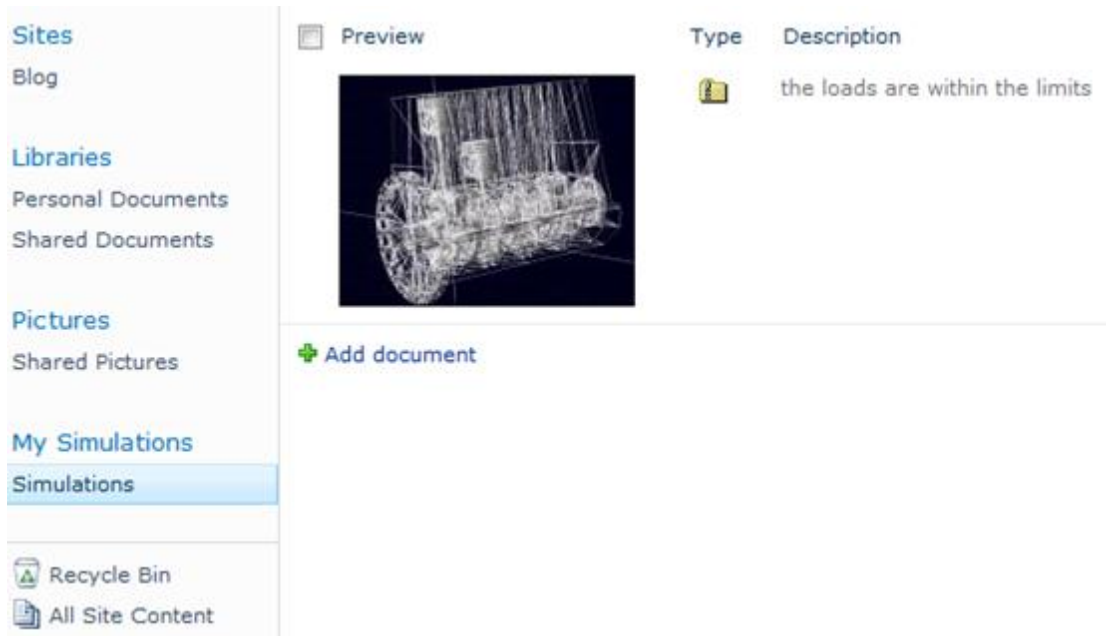 Sites
Blog
Libraries
Personal Documents
Shared Documents
Pictures
Shared Pictures
My Simulations
Simulations
Recycle Bin
All Site Content
Preview Type Description
the loads are within the limits
Add document